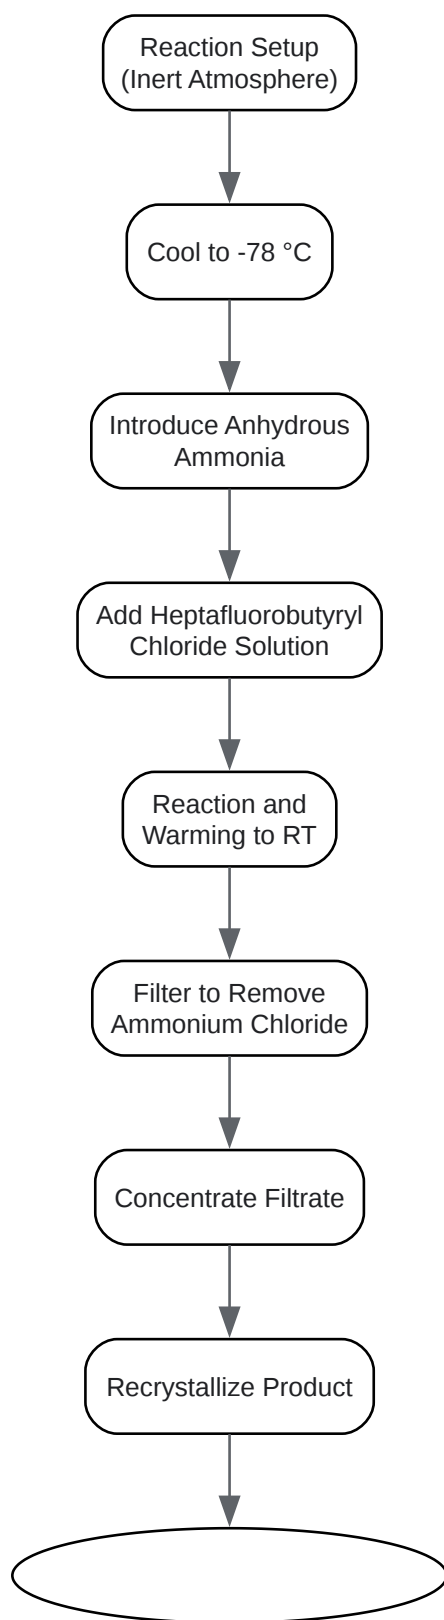 Reaction Setup
(Inert Atmosphere)
Cool to -78 °C
Introduce Anhydrous
Ammonia
Add Heptafluorobutyryl
Chloride Solution
Reaction and
Warming to RT
Filter to Remove
Ammonium Chloride
Concentrate Filtrate
Recrystallize Product